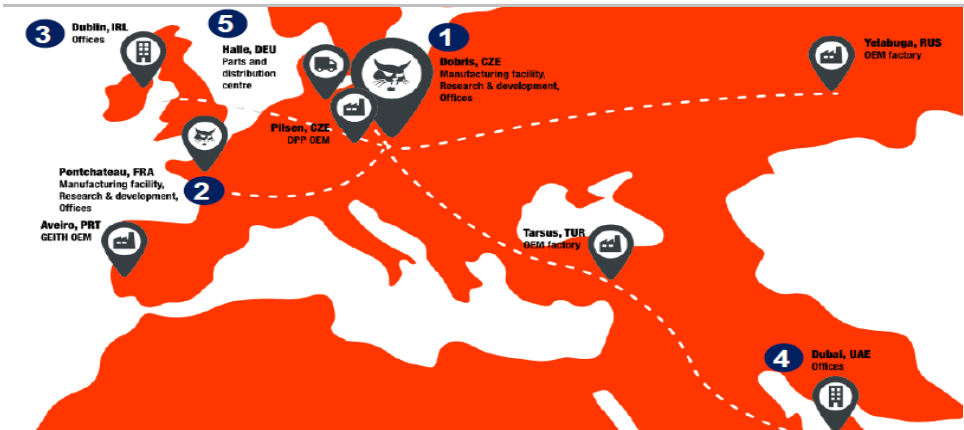 3
Dublin, IRL
Offices
5
Halle, DEU
Parts and
distribution
centre
1
Dobris, CZE
Manufacturing facility,
Research & development,
Offices
Yelabuga, RUS
OEM factory
Pilsen, CZE
DPP OEM
Pontchateau, FRA
Manufacturing facility,
Research & development,
Offices
2
Aveiro, PRT
GEITH OEM
Tarsus, TUR
OEM factory
4
Dubai, UAE
Offices